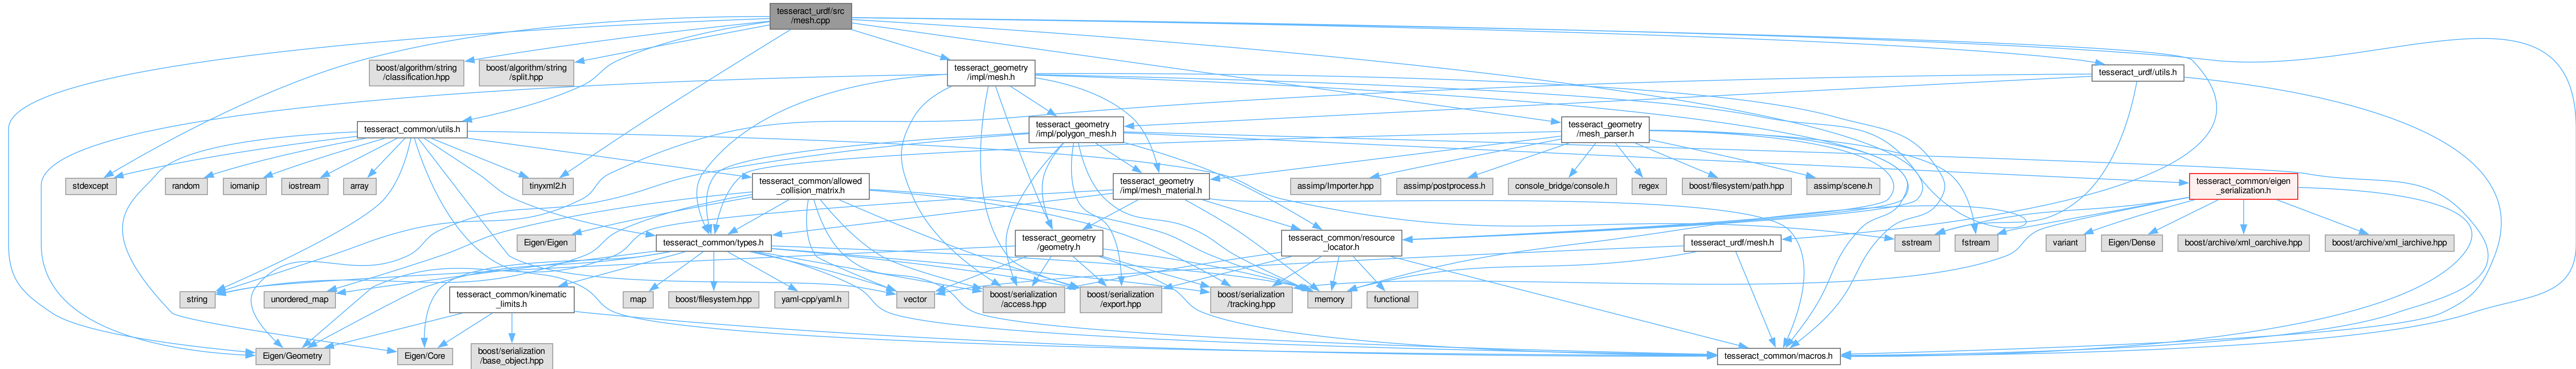 tesseract_urdf/src
/mesh.cpp
boost/algorithm/string
/classification.hpp
boost/algorithm/string
/split.hpp
tesseract_geometry
/impl/mesh.h
tesseract_urdf/utils.h
tesseract_common/utils.h
tesseract_geometry
/impl/polygon_mesh.h
tesseract_geometry
/mesh_parser.h
stdexcept
random
iomanip
iostream
array
tinyxml2.h
tesseract_common/allowed
_collision_matrix.h
tesseract_geometry
/impl/mesh_material.h
assimp/Importer.hpp
assimp/postprocess.h
console_bridge/console.h
regex
boost/filesystem/path.hpp
assimp/scene.h
tesseract_common/eigen
_serialization.h
Eigen/Eigen
tesseract_common/types.h
tesseract_geometry
/geometry.h
tesseract_common/resource
_locator.h
tesseract_urdf/mesh.h
sstream
fstream
variant
Eigen/Dense
boost/archive/xml_oarchive.hpp
boost/archive/xml_iarchive.hpp
string
unordered_map
tesseract_common/kinematic
_limits.h
map
boost/filesystem.hpp
yaml-cpp/yaml.h
vector
boost/serialization
/access.hpp
boost/serialization
/export.hpp
boost/serialization
/tracking.hpp
memory
functional
Eigen/Geometry
Eigen/Core
boost/serialization
/base_object.hpp
tesseract_common/macros.h